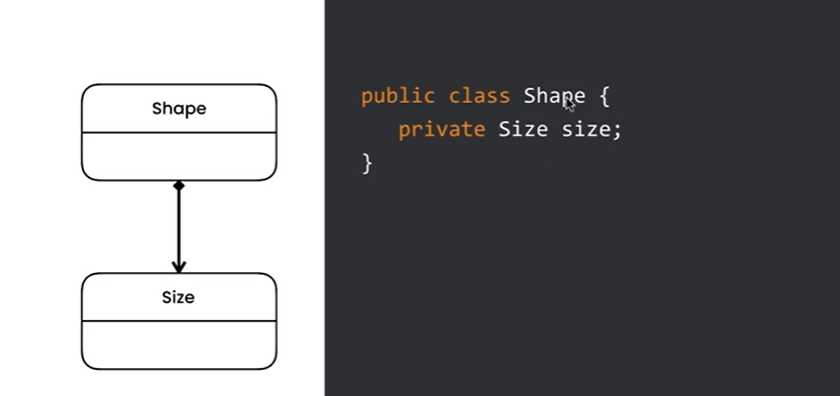 Shape
Size
public class Shape {
private Size size;
}